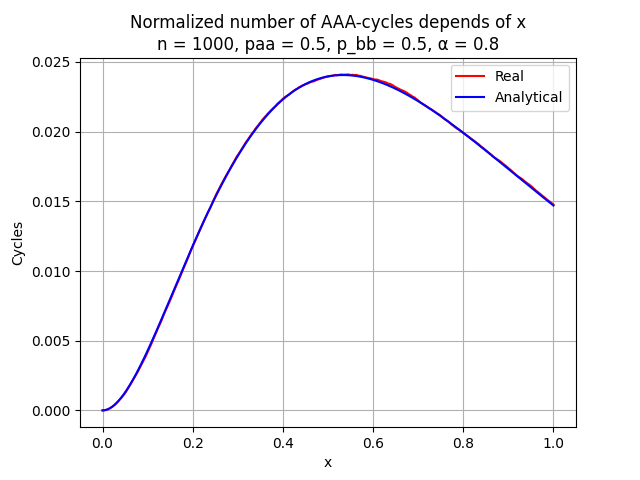 Normalized number of AAA-cycles depends of x
n = 1000, paa = 0.5, p_bb = 0.5, α = 0.8
Real
Analytical
0.025
0.020
0.015
0.010
0.005
0.000
Cycles
0.0 0.2 0.4 0.6 0.8 1.0
x